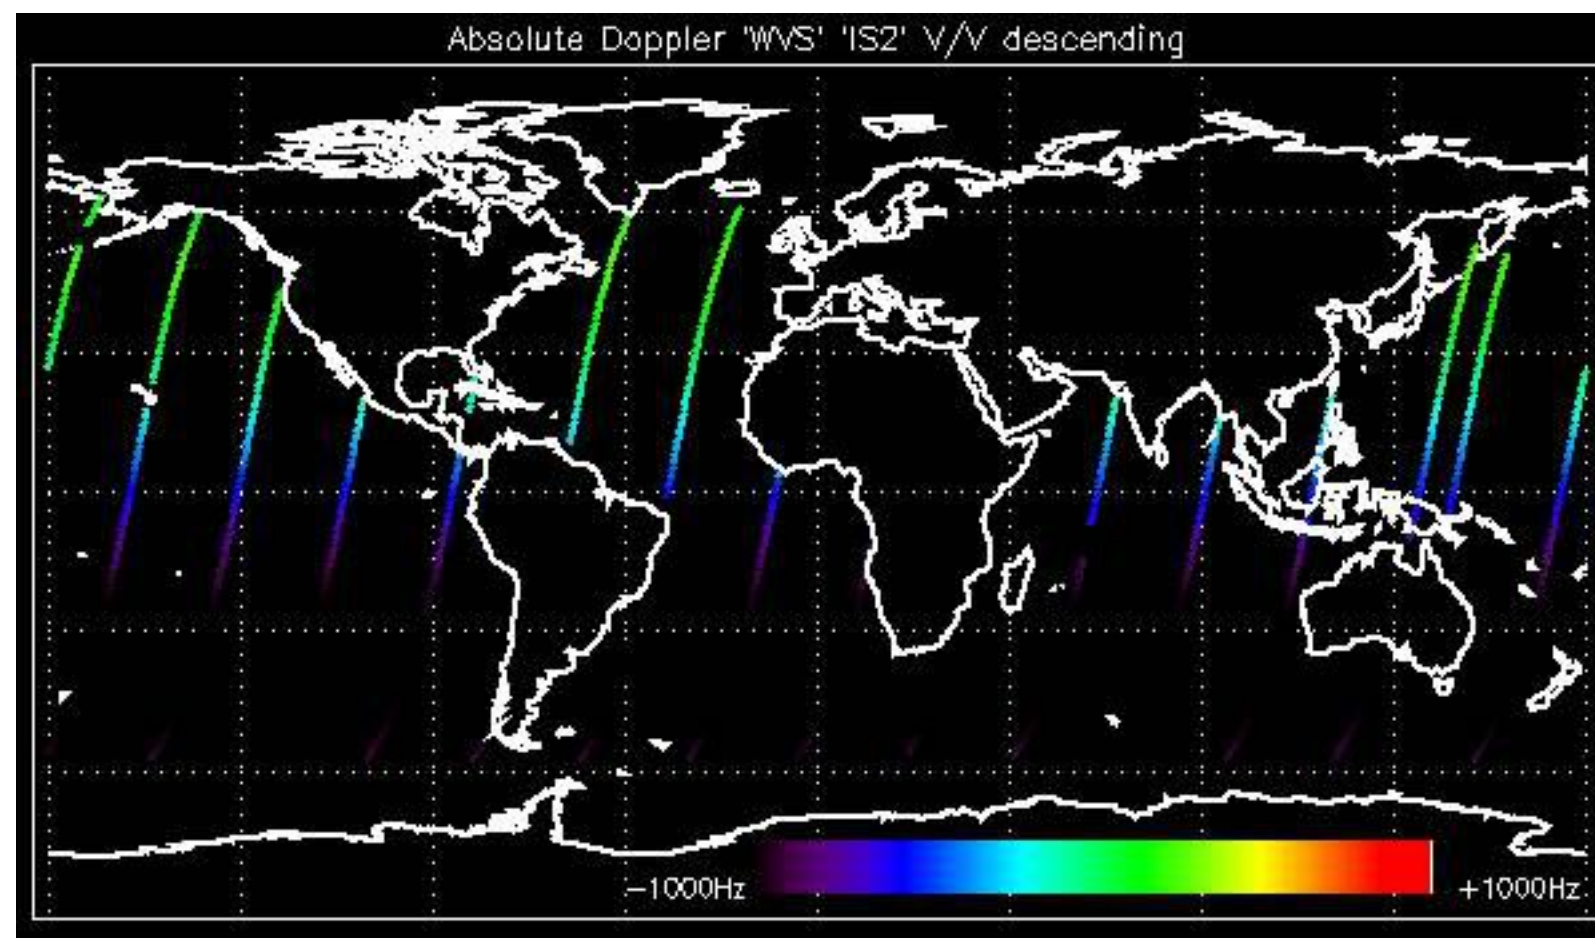 Absolute Doppler 'WVS' 'IS2' V/V descending
−1000Hz
+1000Hz